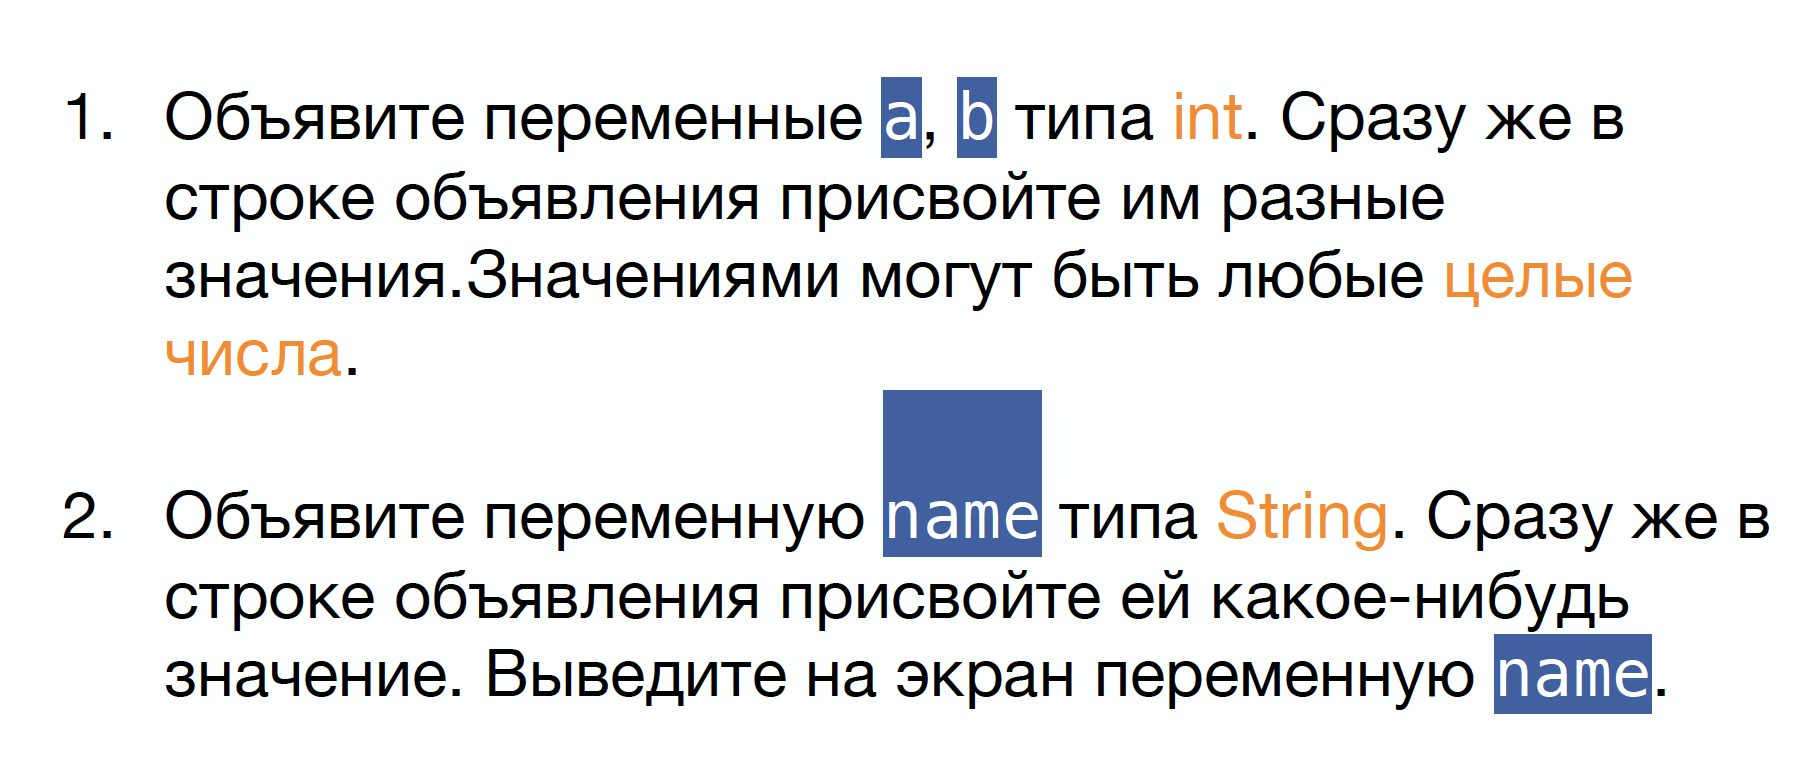 1. Объявите переменные a, b типа int. Сразу же в
строке объявления присвойте им разные
значения.Значениями могут быть любые целые
числа.
2. Объявите переменную name типа String. Сразу же в
строке объявления присвойте ей какое-нибудь
значение. Выведите на экран переменную name.